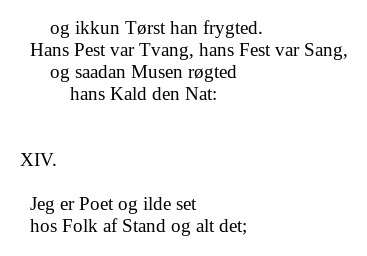 og ikkun Tørst han frygted.
Hans Pest var Tvang, hans Fest var Sang,
og saadan Musen røgted
hans Kald den Nat:
XIV.
Jeg er Poet og ilde set
hos Folk af Stand og alt det;